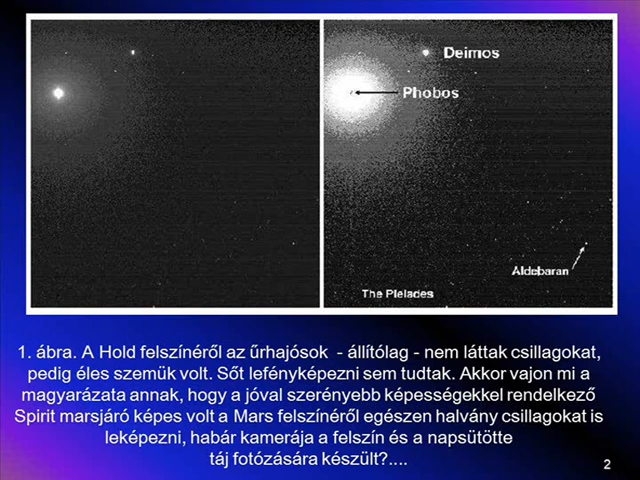 Deimos
Phobos
Aldebaran
The Pleiades
1. ábra. A Hold felszínéről az űrhajósok - állítólag - nem láttak csillagokat,
pedig éles szemük volt. Sőt lefényképezni sem tudtak. Akkor vajon mi a
magyarázata annak, hogy a jóval szerényebb képességekkel rendelkező
Spirit marsjáró képes volt a Mars felszínéről egészen halvány csillagokat is
leképezni, habár kamerája a felszín és a napsütötte
táj fotózására készült?....
2